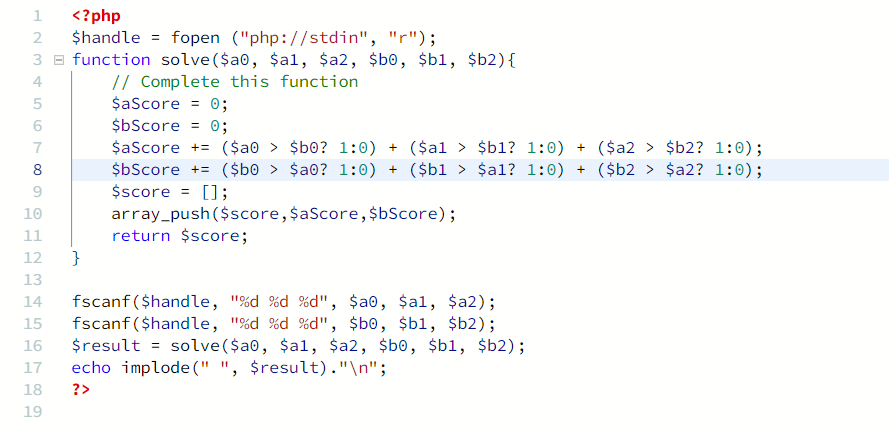 1 <?php
2 $handle = fopen ("php://stdin", "r");
3 function solve($a0, $a1, $a2, $b0, $b1, $b2){
4 // Complete this function
5 $aScore = 0;
6 $bScore = 0;
7 $aScore += ($a0 > $b0? 1:0) + ($a1 > $b1? 1:0) + ($a2 > $b2? 1:0);
8 $bScore += ($b0 > $a0? 1:0) + ($b1 > $a1? 1:0) + ($b2 > $a2? 1:0);
9 $score = [];
10 array_push($score,$aScore,$bScore);
11 return $score;
12 }
13
14 fscanf($handle, "%d %d %d", $a0, $a1, $a2);
15 fscanf($handle, "%d %d %d", $b0, $b1, $b2);
16 $result = solve($a0, $a1, $a2, $b0, $b1, $b2);
17 echo implode(" ", $result)."\n";
18 ?>
19